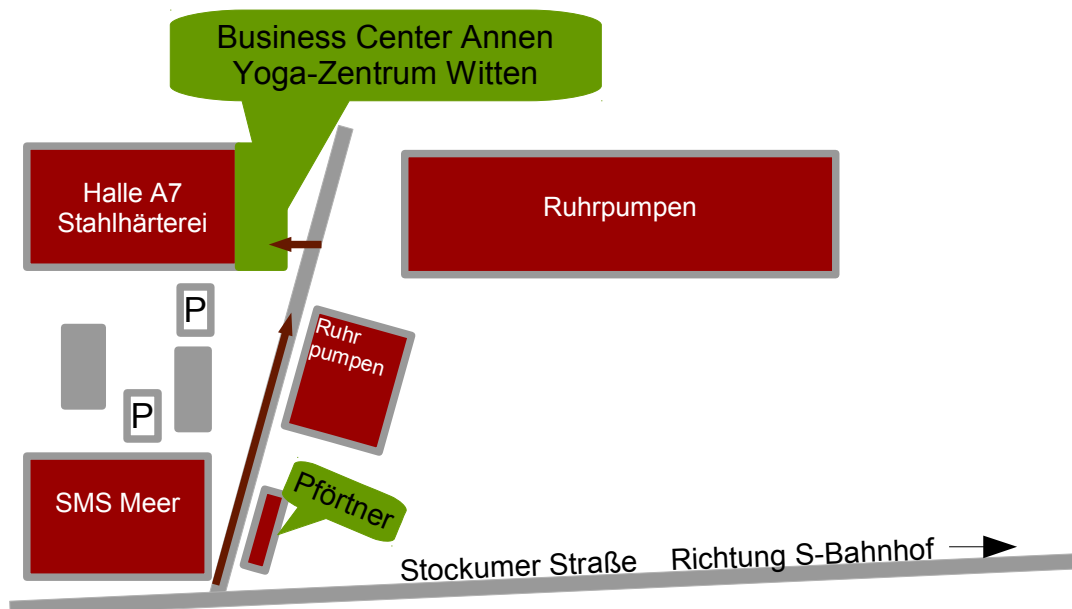 Business Center Annen
Yoga-Zentrum Witten
Halle A7
Stahlhärterei
Ruhrpumpen
P
Ruhr
pumpen
P
SMS Meer
Pförtner
Stockumer Straße Richtung S-Bahnhof